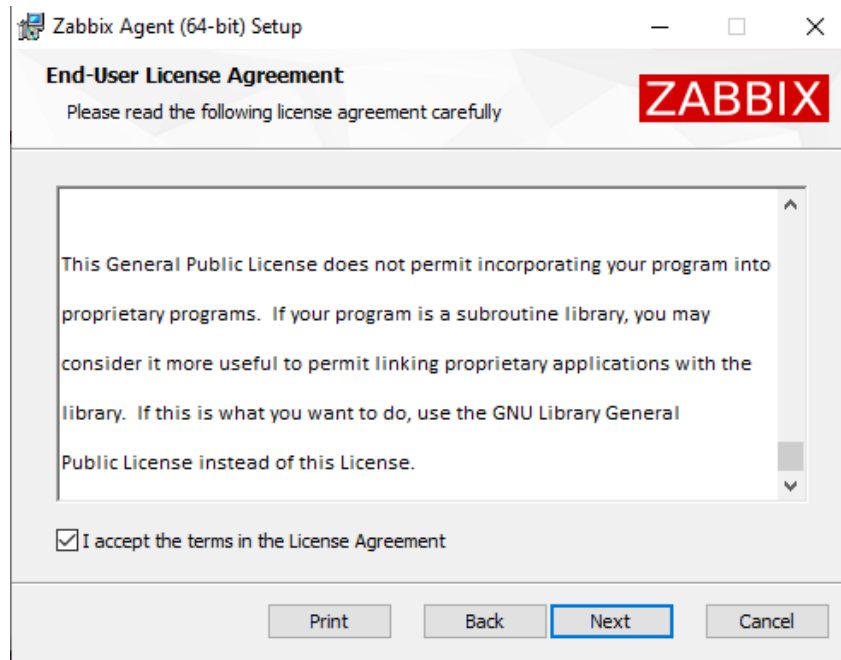 Zabbix Agent (64-bit) Setup
End-User License Agreement
Please read the following license agreement carefully
ZABBIX
This General Public License does not permit incorporating your program into
proprietary programs.  If your program is a subroutine library, you may
consider it more useful to permit linking proprietary applications with the
library.  If this is what you want to do, use the GNU Library General
Public License instead of this License.
I accept the terms in the License Agreement
Print Back Next Cancel